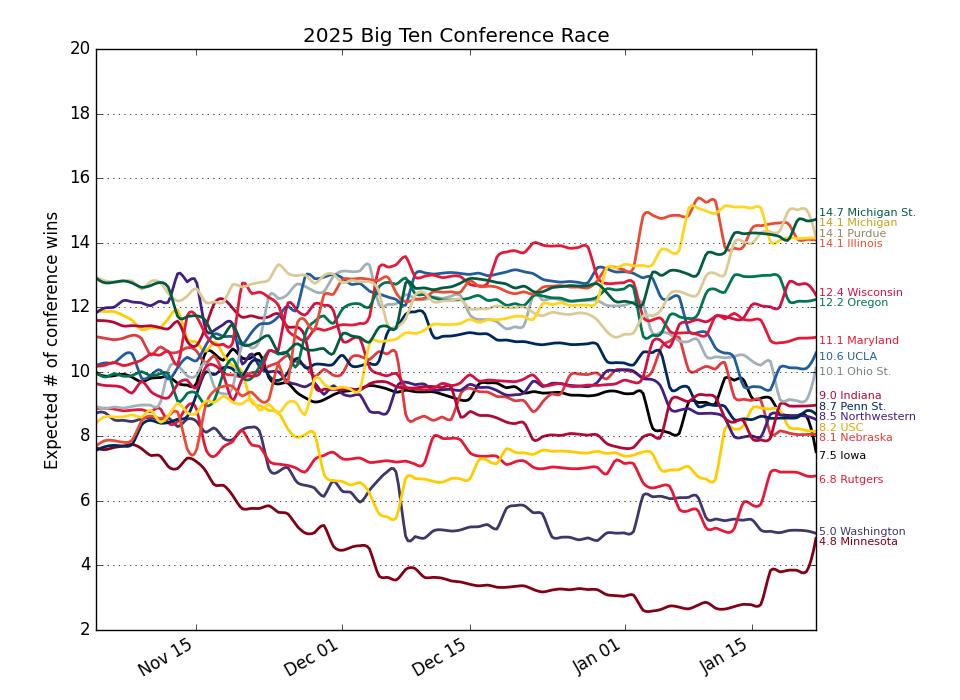 2025 Big Ten Conference Race
Expected # of conference wins
20
18
16
14
12
10
8
6
4
2
14.7 Michigan St.
14.1 Michigan
14.1 Purdue
14.1 Illinois
12.4 Wisconsin
12.2 Oregon
11.1 Maryland
10.6 UCLA
10.1 Ohio St.
9.0 Indiana
8.7 Penn St.
8.5 Northwestern
8.2 USC
8.1 Nebraska
7.5 Iowa
6.8 Rutgers
5.0 Washington
4.8 Minnesota
Nov 15
Dec 01
Dec 15
Jan 01
Jan 15